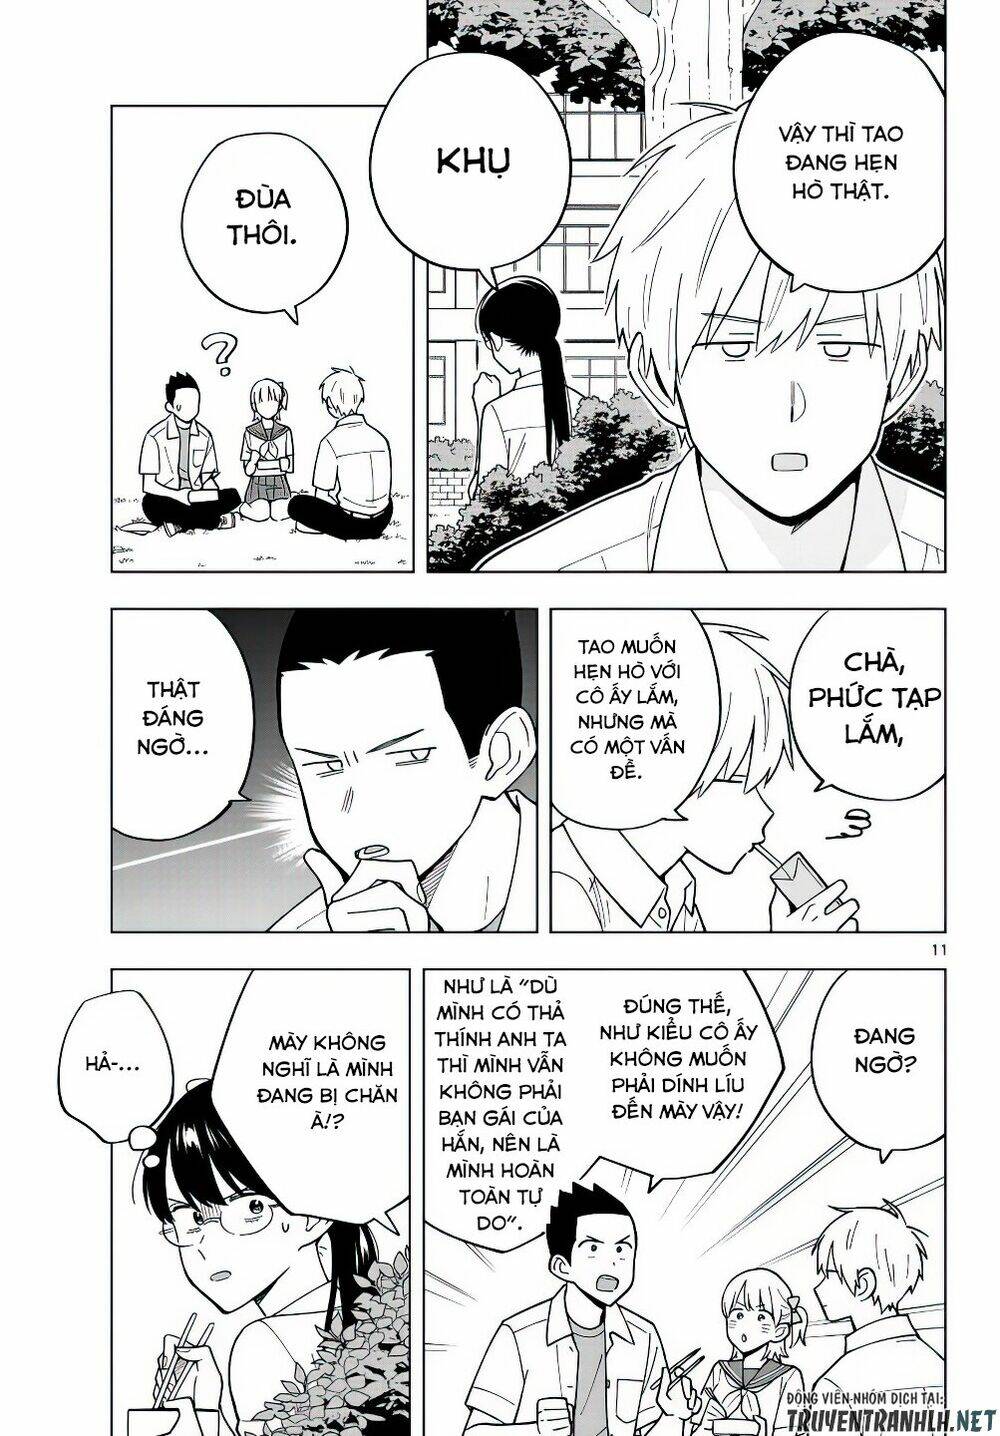 VẬY THÌ TAO
ĐANG HẸN
HÒ THẬT.
KHỤ
ĐÙA
THÔI.
?
CHÀ,
PHỨC TẠP
LẮM,
TAO MUỐN
HẸN HÒ VỚI
CÔ ẤY LẮM,
NHƯNG MÀ
CÓ MỘT VẤN
ĐỀ.
THẬT
ĐÁNG
NGỜ...
11
ĐANG
NGỜ?
ĐÚNG THẾ,
NHƯ KIỂU CÔ ẤY
KHÔNG MUỐN
PHẢI DÍNH LÍU
ĐẾN MÀY VẬY!
NHƯ LÀ "DÙ
MÌNH CÓ THẢ
THÍNH ANH TA
THÌ MÌNH VẪN
KHÔNG PHẢI
BẠN GÁI CỦA
HẮN, NÊN LÀ
MÌNH HOÀN
TOÀN TỰ
DO".
MÀY KHÔNG
NGHĨ LÀ MÌNH
ĐANG BỊ CHĂN
À!?
HẢ-...
ĐỘNG VIÊN NHÓM DỊCH TẠI:
TRUYENTRANHLH.NET